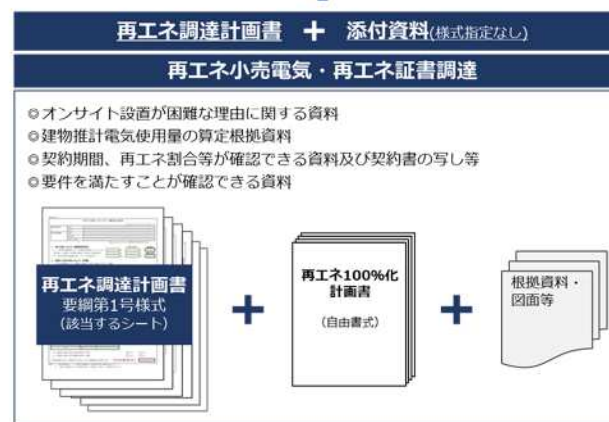 再エネ調達計画書 + 添付資料(様式指定なし)
再エネ小売電気・再エネ証書調達
◎オンサイト設置が困難な理由に関する資料
◎建物推計電気使用量の算定根拠資料
◎契約期間、再エネ割合等が確認できる資料及び契約書の写し等
◎要件を満たすことが確認できる資料
再エネ調達計画書
要綱第1号様式
(該当するシート)
+
再エネ100%化
計画書
(自由書式)
+
根拠資料・
図面等